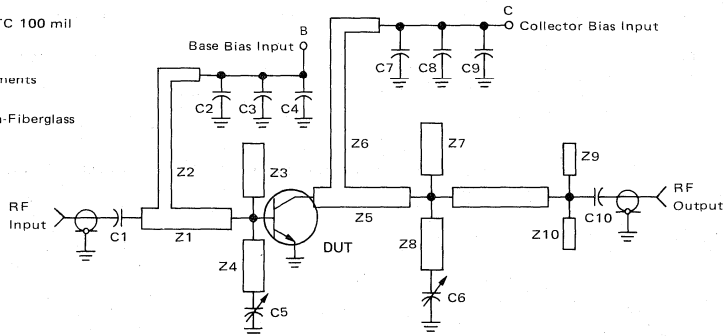 TC 100 mil
-Fiberglass
C
Collector Bias Input
B
Base Bias Input
C7
C8
C9
C2
C3
C4
Z2
Z3
Z6
Z7
Z9
RF
Input
C1
Z1
Z4
C5
DUT
Z5
Z8
C6
Z10
C10
RF
Output